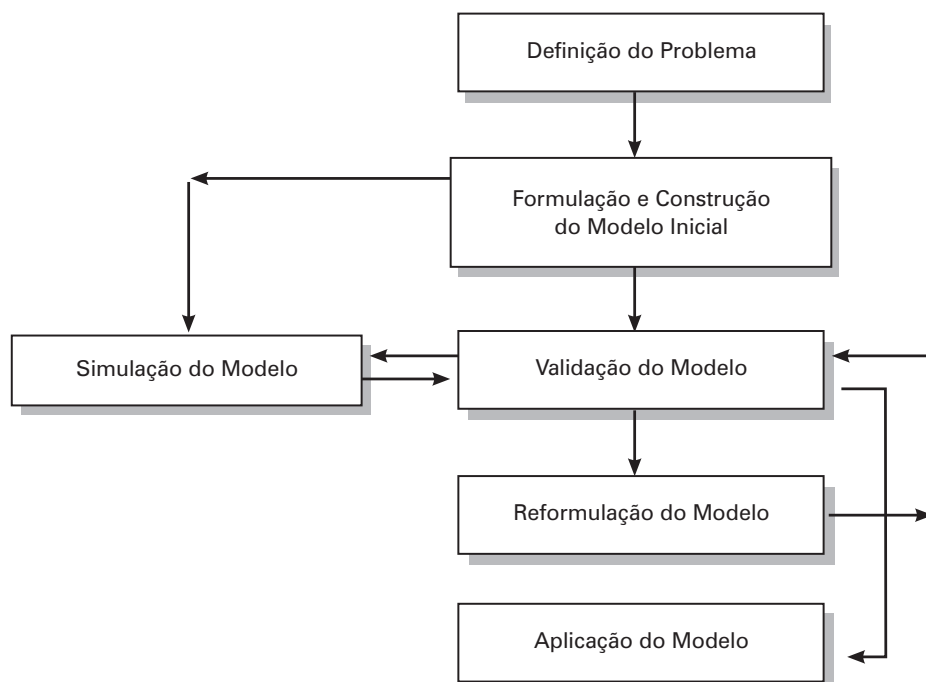 Definição do Problema
Formulação e Construção
do Modelo Inicial
Simulação do Modelo
Validação do Modelo
Reformulação do Modelo
Aplicação do Modelo